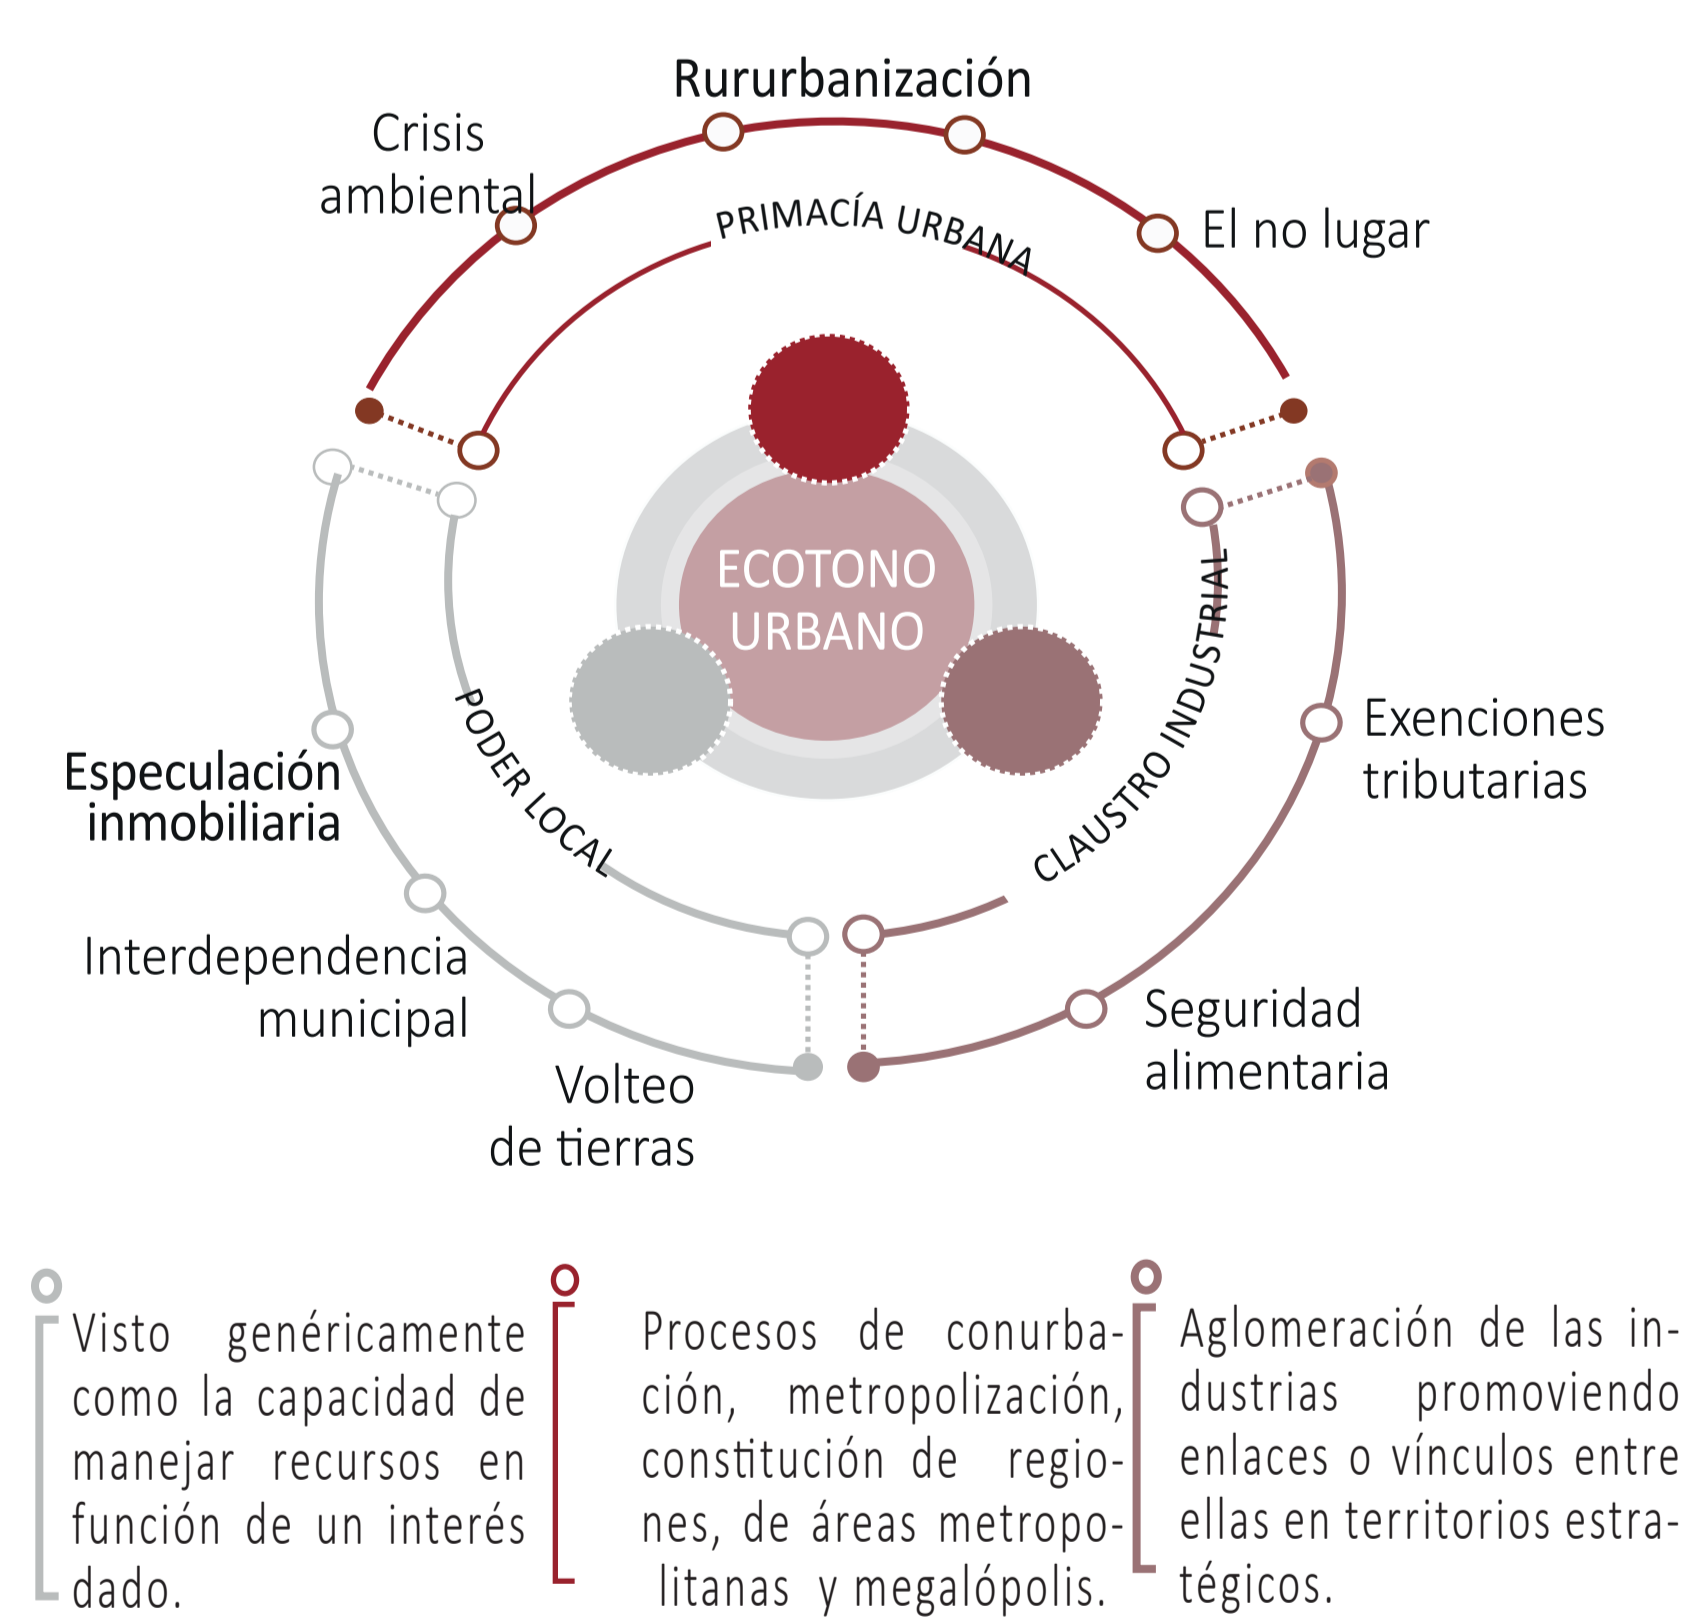 Rururbanización
Crisis
ambiental
El no lugar
PRIMACÍA URBANA
ECOTONO
URBANO
PODER LOCAL
CLAUSTRO INDUSTRIAL
Especulación
inmobiliaria
Exenciones
tributarias
Interdependencia
municipal
Seguridad
alimentaria
Volteo
de tierras
Visto genéricamente
como la capacidad de
manejar recursos en
función de un interés
dado.
Procesos de conurba-
ción, metropolización,
constitución de regio-
nes, de áreas metropo-
litanas y megalópolis.
Aglomeración de las in-
dustrias promoviendo
enlaces o vínculos entre
ellas en territorios estra-
tégicos.